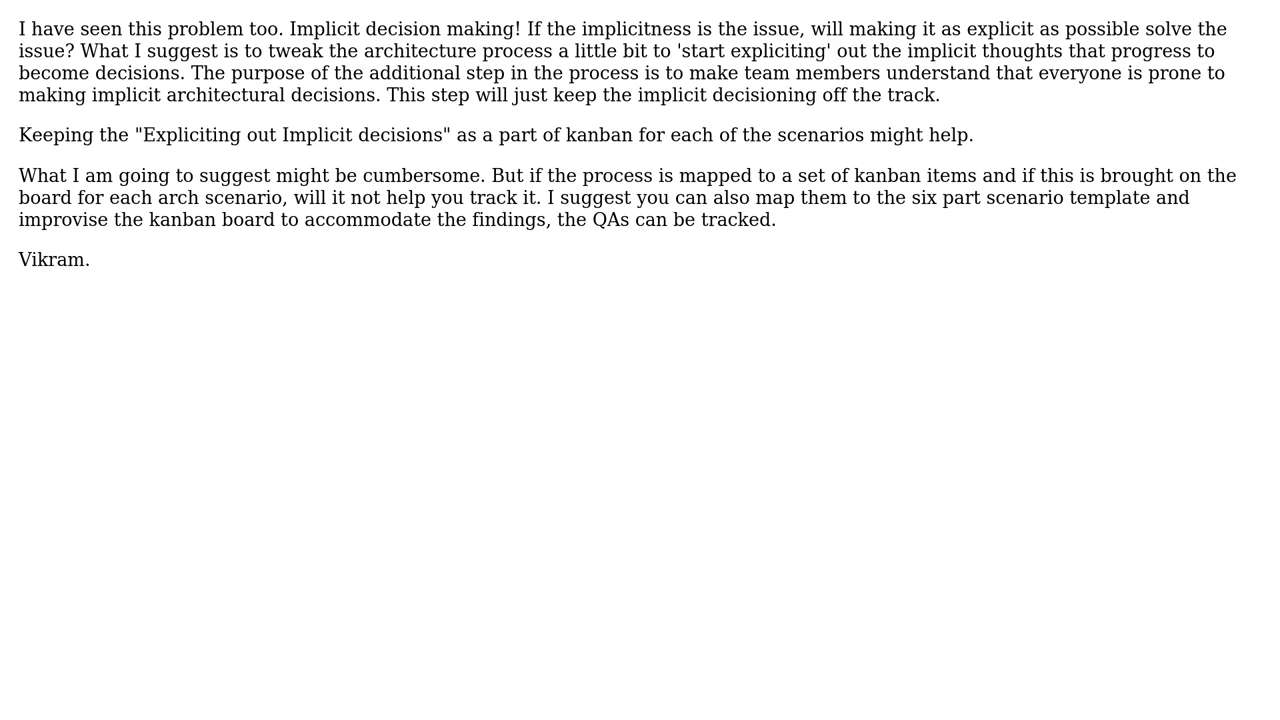 I have seen this problem too. Implicit decision making! If the implicitness is the issue, will making it as explicit as possible solve the
issue? What I suggest is to tweak the architecture process a little bit to 'start expliciting' out the implicit thoughts that progress to
become decisions. The purpose of the additional step in the process is to make team members understand that everyone is prone to
making implicit architectural decisions. This step will just keep the implicit decisioning off the track.
Keeping the "Expliciting out Implicit decisions" as a part of kanban for each of the scenarios might help.
What I am going to suggest might be cumbersome. But if the process is mapped to a set of kanban items and if this is brought on the
board for each arch scenario, will it not help you track it. I suggest you can also map them to the six part scenario template and
improvise the kanban board to accommodate the findings, the QAs can be tracked.
Vikram.